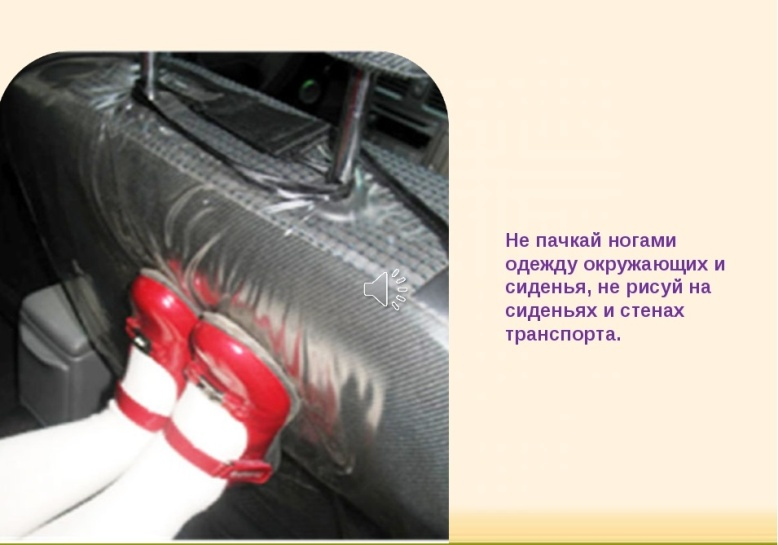 Не пачкай ногами
одежду окружающих и
сиденья, не рисуй на
сиденьях и стенах
транспорта.